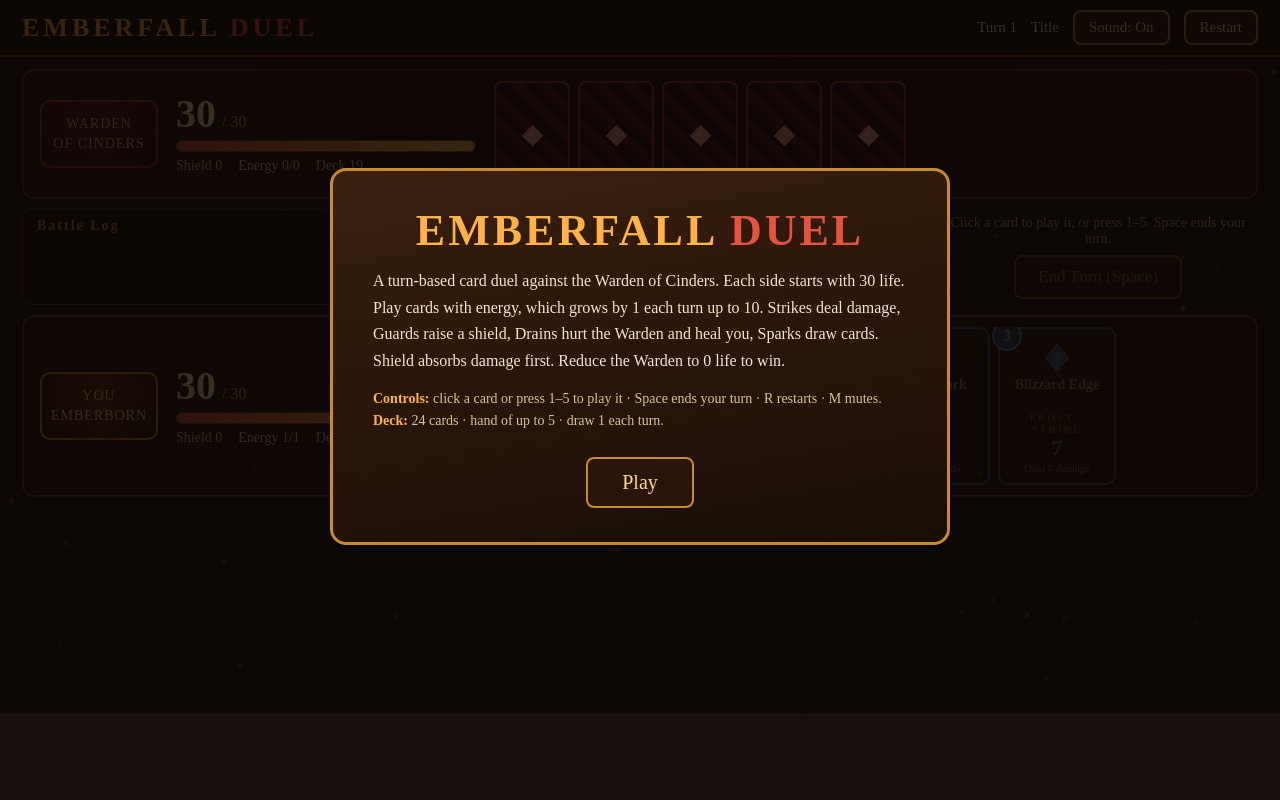 EMBERFALL DUEL
Turn 1 Title Sound: On Restart
WARDEN
OF CINDERS
30 / 30
Shield 0 Energy 0/0 Deck 19
Battle Log
Click a card to play it, or press 1–5. Space ends your
turn.
End Turn (Space)
EMBERFALL DUEL
A turn-based card duel against the Warden of Cinders. Each side starts with 30 life.
Play cards with energy, which grows by 1 each turn up to 10. Strikes deal damage,
Guards raise a shield, Drains hurt the Warden and heal you, Sparks draw cards.
Shield absorbs damage first. Reduce the Warden to 0 life to win.
Controls: click a card or press 1–5 to play it · Space ends your turn · R restarts · M mutes.
Deck: 24 cards · hand of up to 5 · draw 1 each turn.
Play
YOU
EMBERBORN
30 / 30
Shield 0 Energy 1/1
3
Blizzard Edge
FROST
STRIKE
7
Deal 7 damage